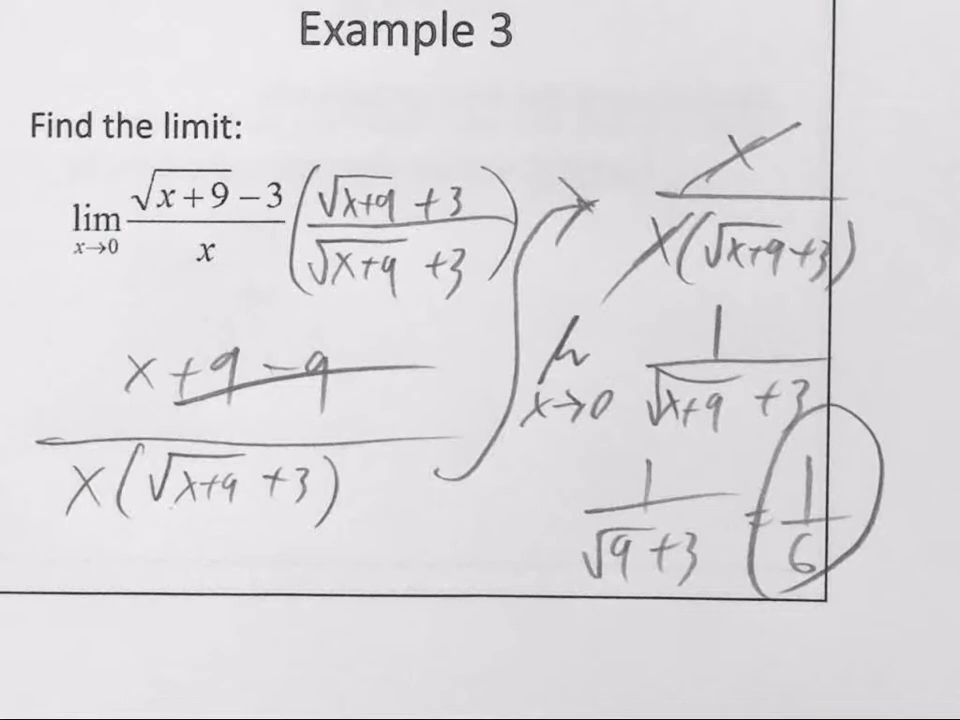 Example 3
Find the limit:
lim x→0 (√(x+9) − 3)/x ((√(x+9) + 3)/(√(x+9) + 3))
(x + 9 − 9)/(x(√(x+9) + 3))
x/(x(√(x+9) + 3))
lim x→0 1/(√(x+9) + 3)
1/(√9 + 3) = 1/6